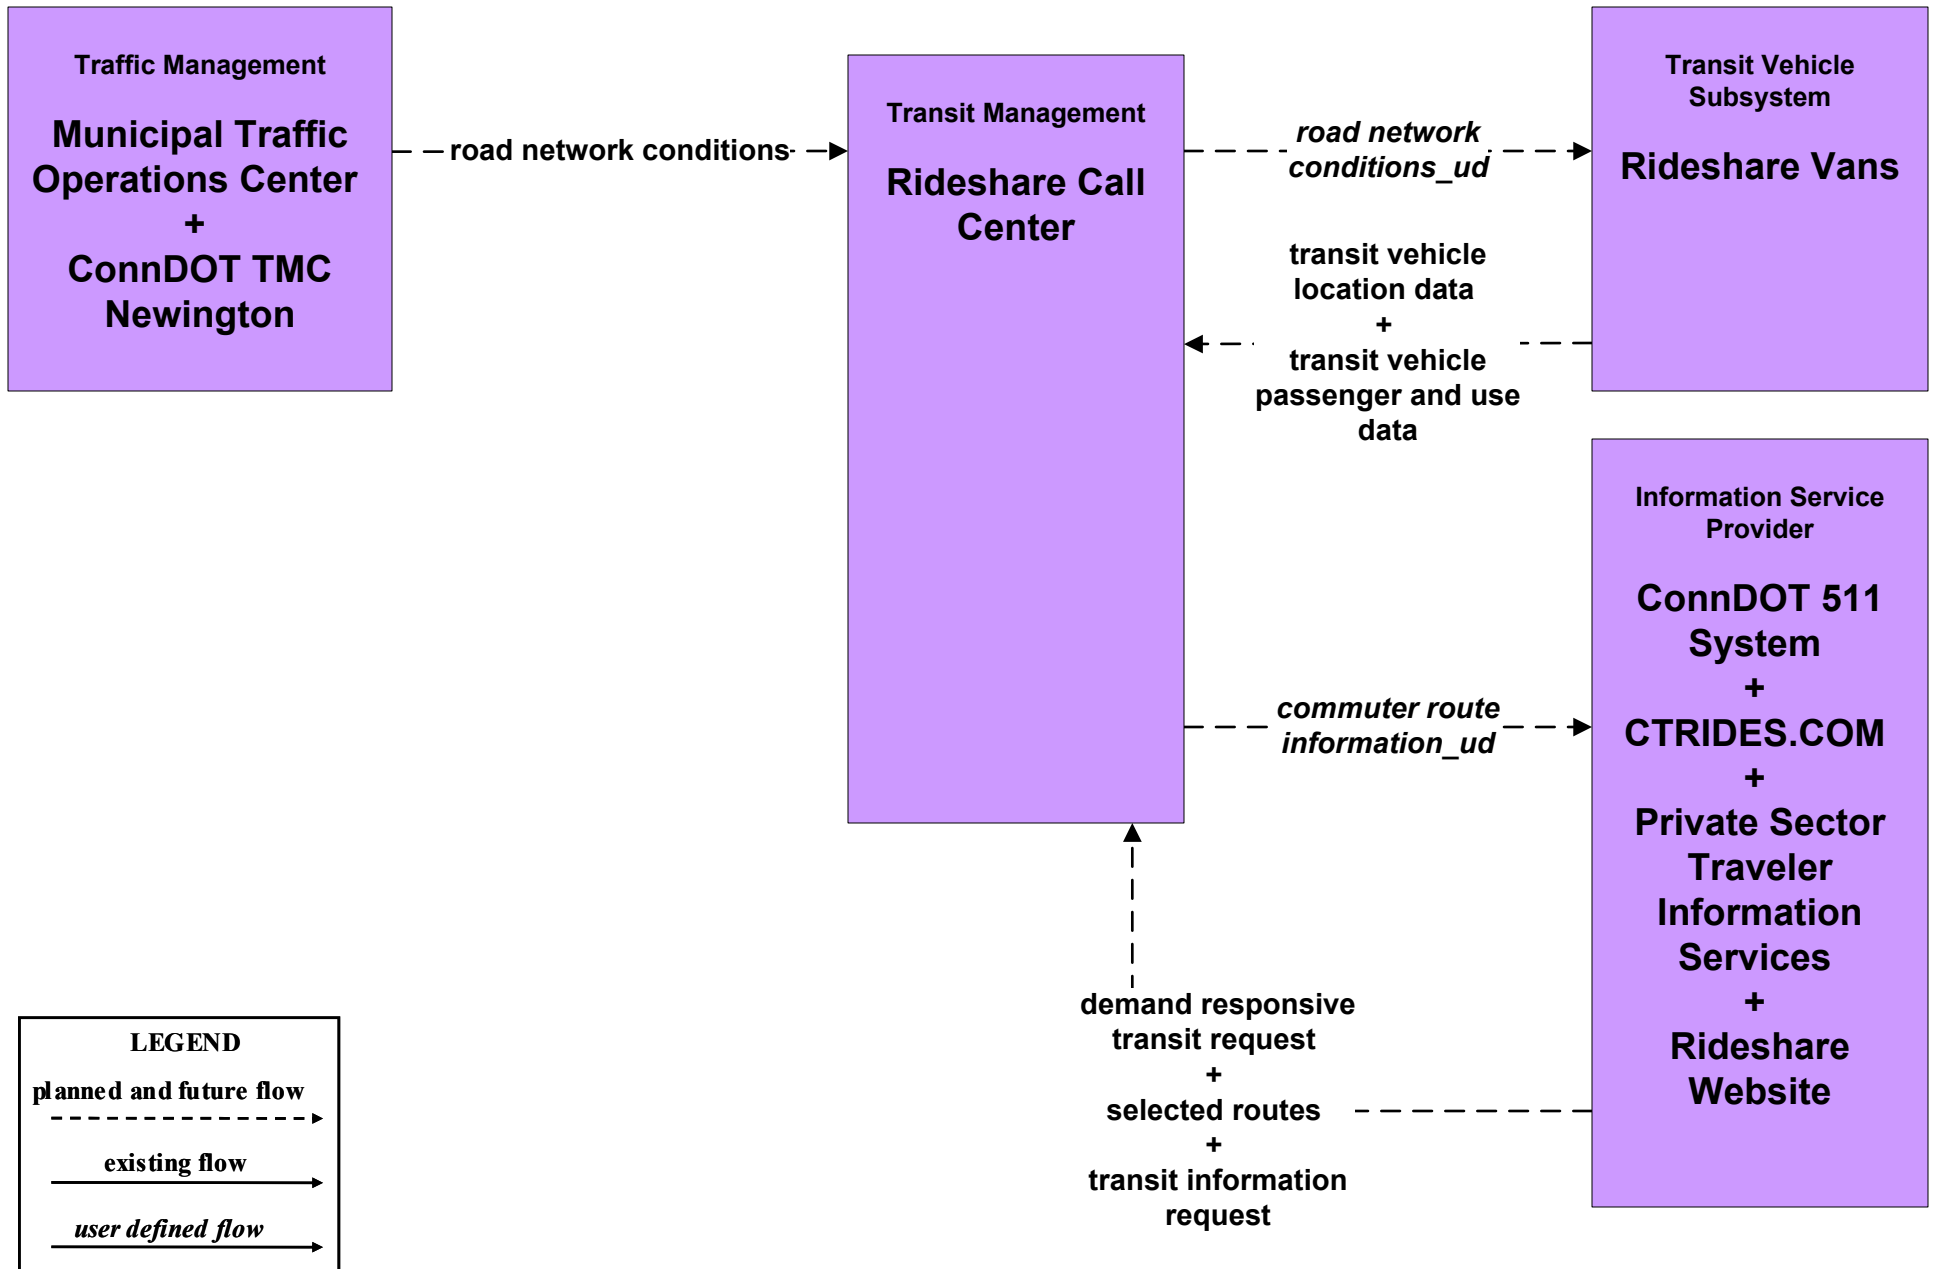 Traffic Management
Municipal Traffic
Operations Center
+
ConnDOT TMC
Newington
road network conditions
Transit Management
Rideshare Call
Center
road network
conditions_ud
transit vehicle
location data
+
transit vehicle
passenger and use
data
Transit Vehicle
Subsystem
Rideshare Vans
Information Service
Provider
ConnDOT 511
System
+
CTRIDES.COM
+
Private Sector
Traveler
Information
Services
+
Rideshare
Website
commuter route
information_ud
demand responsive
transit request
+
selected routes
+
transit information
request
LEGEND
planned and future flow
existing flow
user defined flow